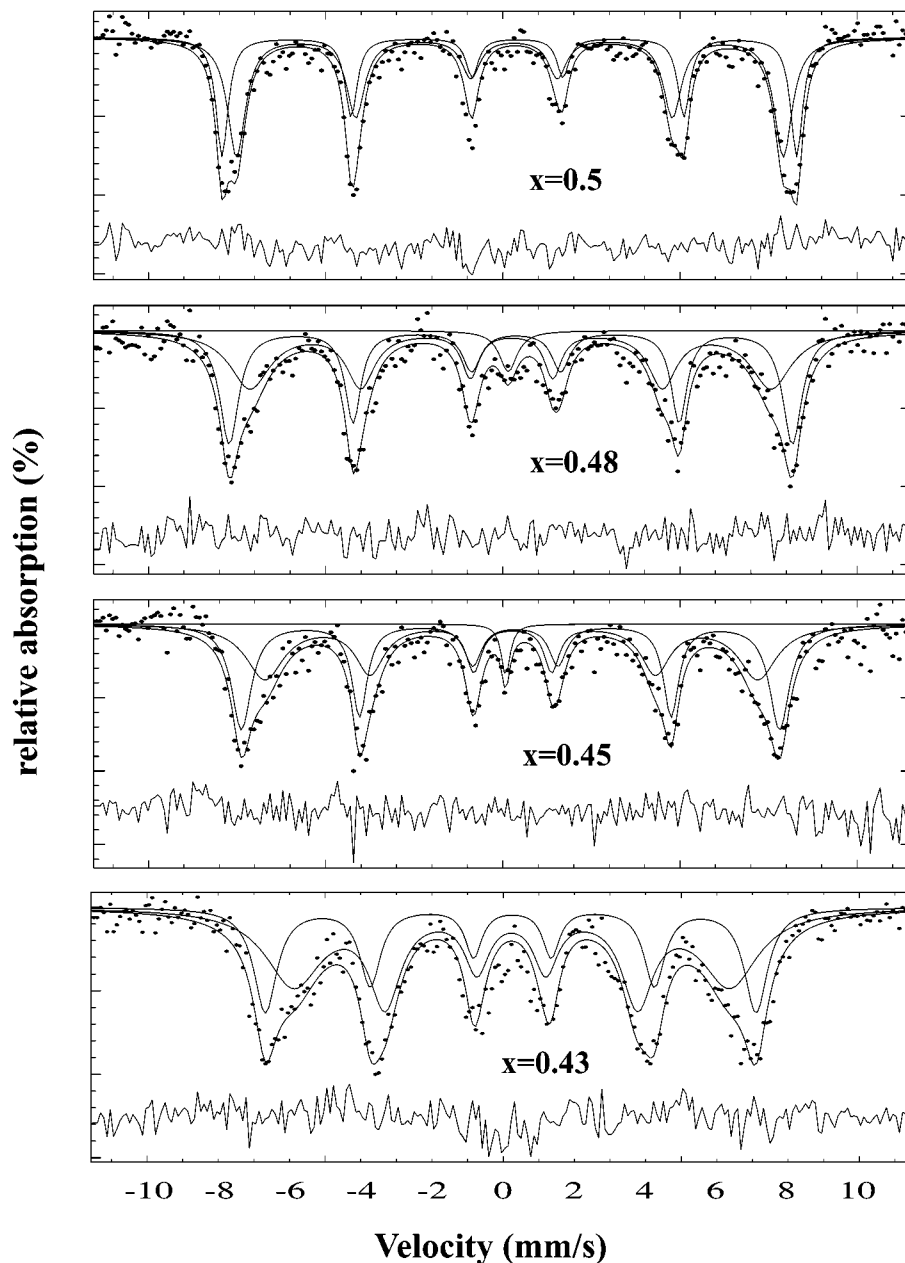 x=0.5
x=0.48
x=0.45
x=0.43
relative absorption (%)
-10 -8 -6 -4 -2 0 2 4 6 8 10
Velocity (mm/s)